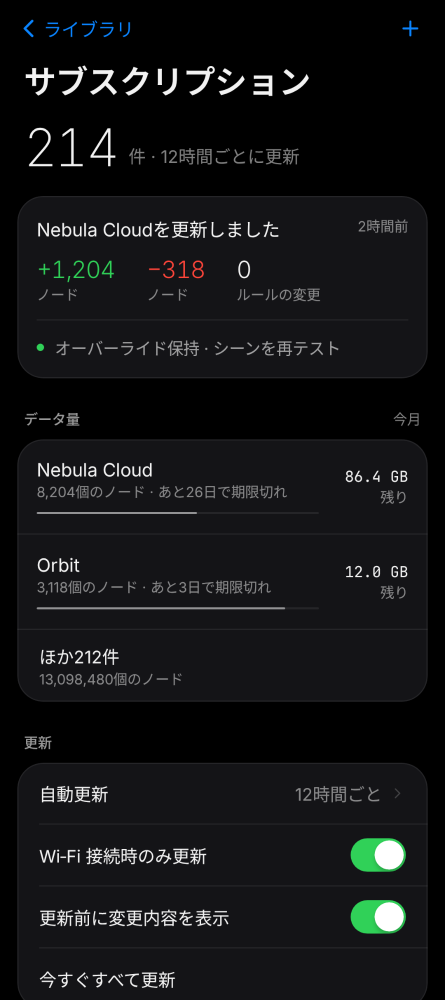 ライブラリ
サブスクリプション
214 件 · 12時間ごとに更新
Nebula Cloudを更新しました 2時間前
+1,204 −318 0
ノード ノード ルールの変更
オーバーライド保持 · シーンを再テスト
データ量 今月
Nebula Cloud 86.4 GB
8,204個のノード · あと26日で期限切れ 残り
Orbit 12.0 GB
3,118個のノード · あと3日で期限切れ 残り
ほか212件
13,098,480個のノード
更新
自動更新 12時間ごと
Wi-Fi 接続時のみ更新
更新前に変更内容を表示
今すぐすべて更新